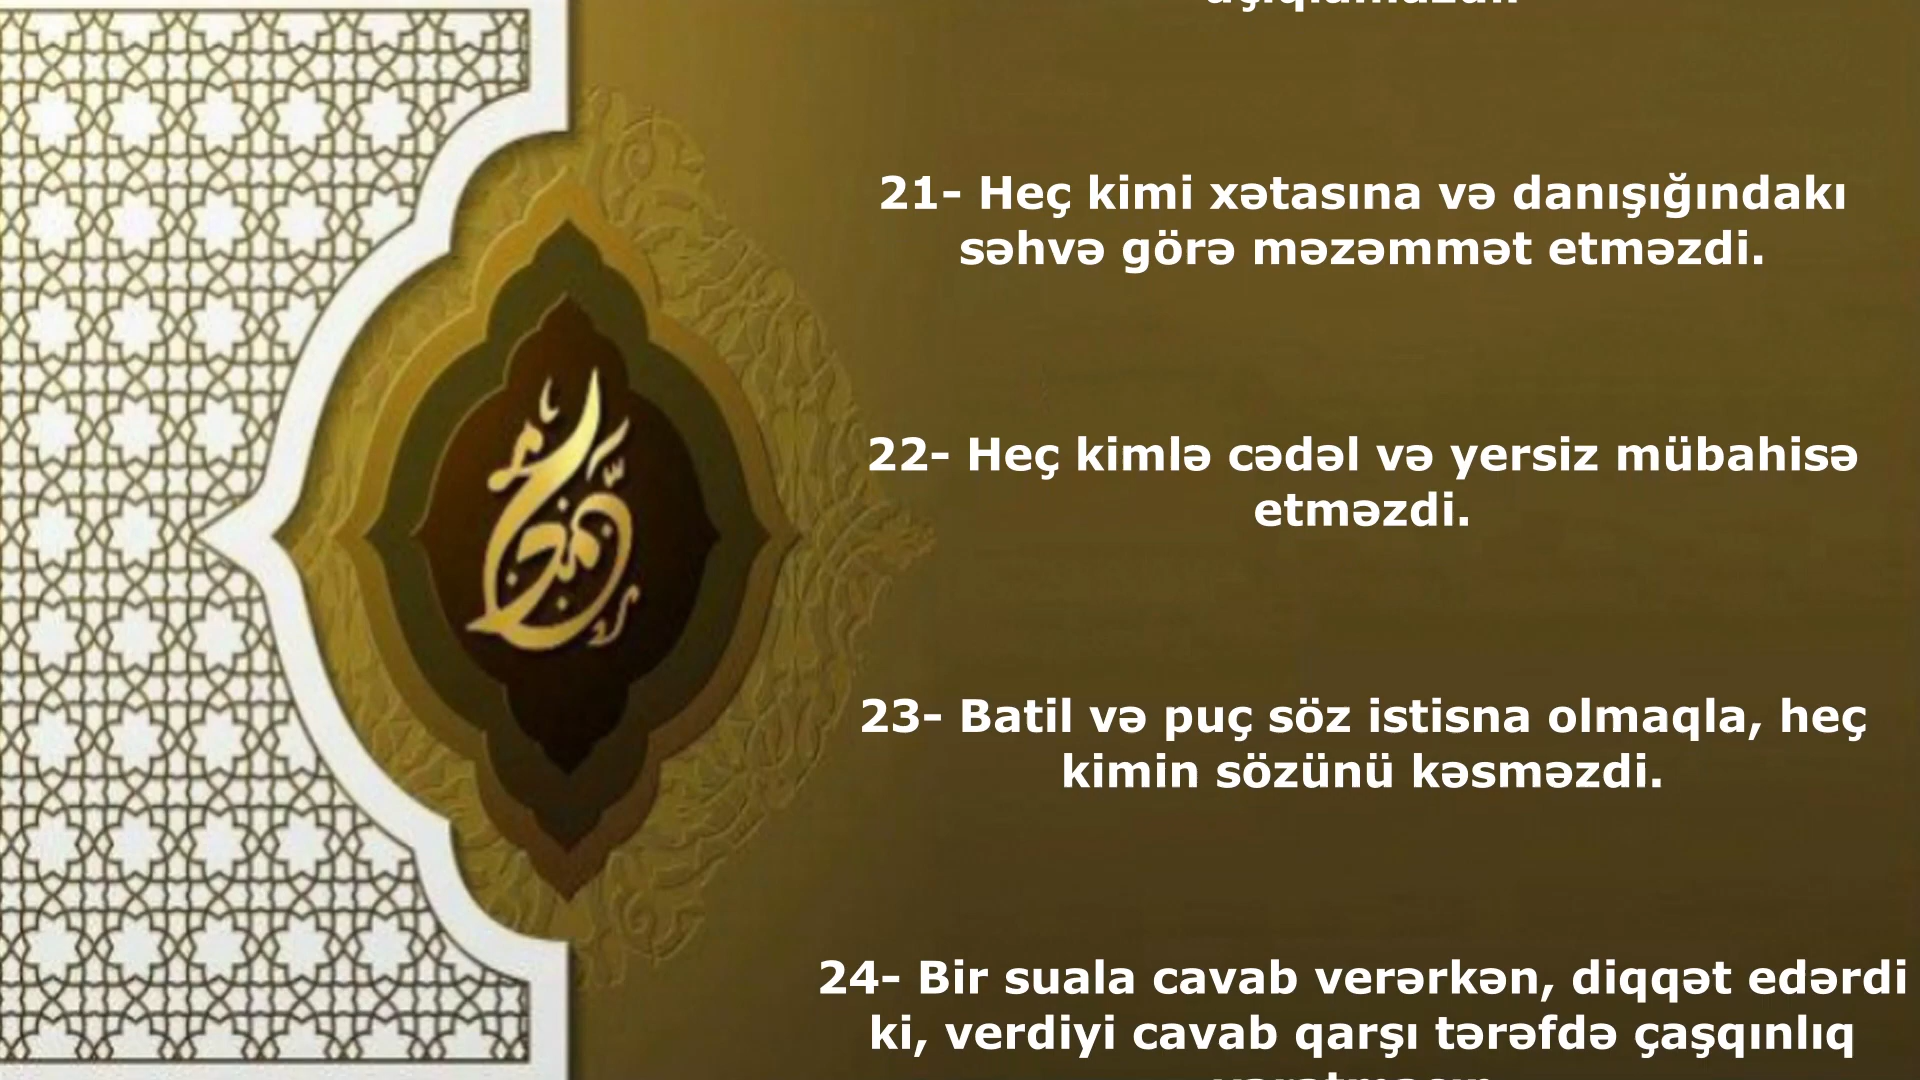 21- Heç kimi xətasına və danışığındakı
səhvə görə məzəmmət etməzdi.
22- Heç kimlə cədəl və yersiz mübahisə
etməzdi.
23- Batil və puç söz istisna olmaqla, heç
kimin sözünü kəsməzdi.
24- Bir suala cavab verərkən, diqqət edərdi
ki, verdiyi cavab qarşı tərəfdə çaşqınlıq